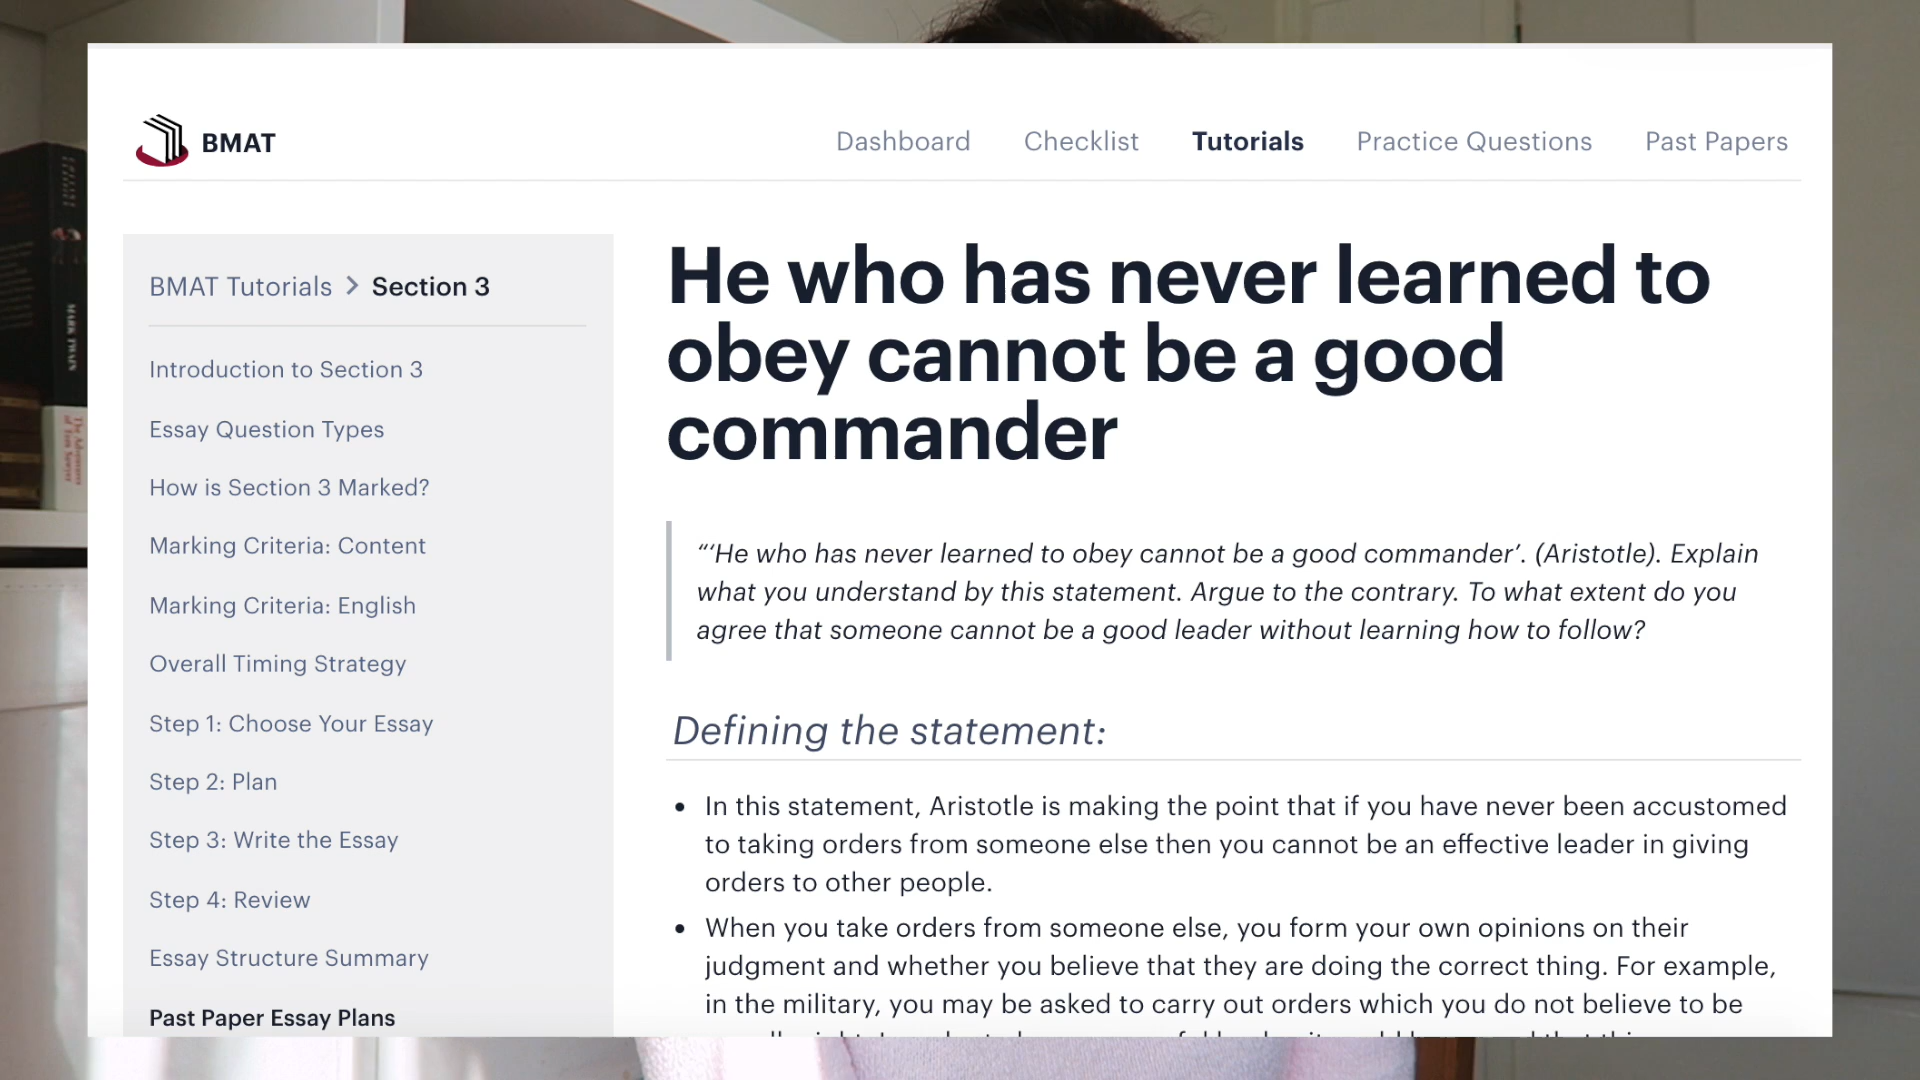 BMAT
Dashboard
Checklist
Tutorials
Practice Questions
Past Papers
BMAT Tutorials > Section 3
Introduction to Section 3
Essay Question Types
How is Section 3 Marked?
Marking Criteria: Content
Marking Criteria: English
Overall Timing Strategy
Step 1: Choose Your Essay
Step 2: Plan
Step 3: Write the Essay
Step 4: Review
Essay Structure Summary
Past Paper Essay Plans
He who has never learned to
obey cannot be a good
commander
“‘He who has never learned to obey cannot be a good commander’. (Aristotle). Explain
what you understand by this statement. Argue to the contrary. To what extent do you
agree that someone cannot be a good leader without learning how to follow?
Defining the statement:
• In this statement, Aristotle is making the point that if you have never been accustomed
to taking orders from someone else then you cannot be an effective leader in giving
orders to other people.
• When you take orders from someone else, you form your own opinions on their
judgment and whether you believe that they are doing the correct thing. For example,
in the military, you may be asked to carry out orders which you do not believe to be
MARK TWAIN
The Adventures
of Tom Sawyer